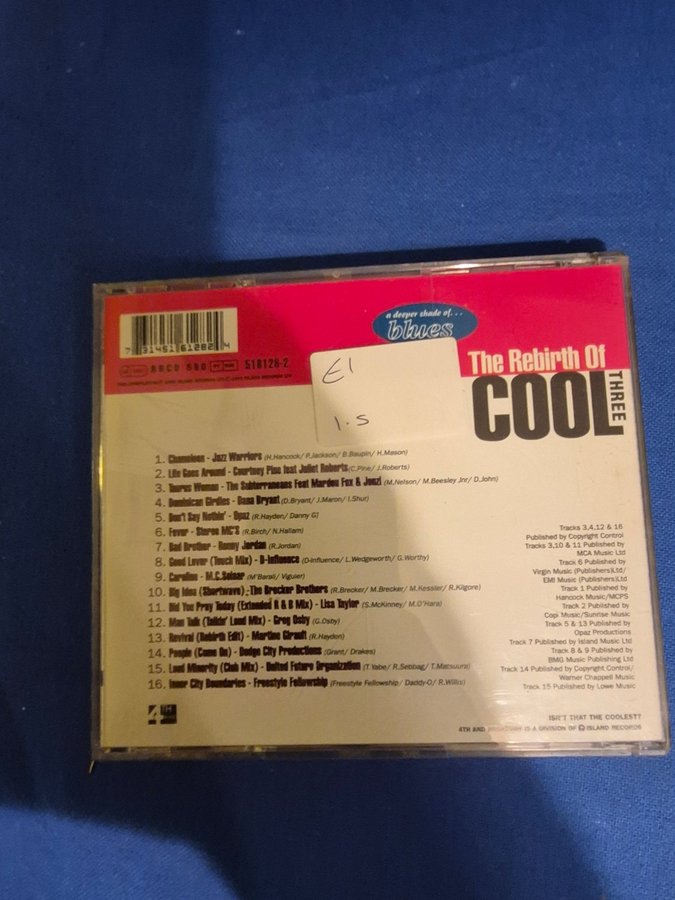 a deeper shade of...
blues
7 31451 61282 4
BRCD 590
518128-2
The Rebirth Of
COOL
THREE
£1
1.5
1. Chameleon - Jazz Warriors (H.Hancock/ P.Jackson/ B.Baupin/ H.Mason)
2. Life Goes Around - Courtney Pine feat Juliet Roberts (C.Pine/ J.Roberts)
3. Taurus Woman - The Subterraneans Feat Mardou Fox & Jonzi (M.Nelson/ M.Beesley Jnr/ D.John)
4. Dominican Girdles - Dana Bryant (D.Bryant/ J.Maron/ I.Shur)
5. Don't Say Nothin' - Opaz (R.Hayden/ Danny G)
6. Fever - Stereo MC'S (R.Birch/ N.Hallam)
7. Bad Brother - Ronny Jordan (R.Jordan)
8. Good Lover (Touch Mix) - D-Influence (D-Influence/ L.Wedgeworth/ G.Worthy)
9. Caroline - M.C.Solaar (M'Barali/ Viguier)
10. Big Idea (Shortwave) - The Brecker Brothers (R.Brecker/ M.Brecker/ M.Kessler/ R.Kilgore)
11. Did You Pray Today (Extended R & B Mix) - Lisa Taylor (S.McKinney/ M.O'Hara)
12. Man Talk (Talkin' Loud Mix) - Greg Osby (G.Osby)
13. Revival (Rebirth Edit) - Martine Girault (R.Hayden)
14. People (Come On) - Dodge City Productions (Grant/ Drakes)
15. Loud Minority (Club Mix) - United Future Organization (T.Yabe/ R.Sebbag/ T.Matsuura)
16. Inner City Boundaries - Freestyle Fellowship (Freestyle Fellowship/ Daddy-O/ R.Willis)
Tracks 3,4,12 & 16
Published by Copyright Control
Tracks 3,10 & 11 Published by
MCA Music Ltd
Track 6 Published by
Virgin Music (Publishers)Ltd/
EMI Music (Publishers)Ltd
Track 1 Published by
Hancock Music/MCPS
Track 2 Published by
Copi Music/Sunrise Music
Track 5 & 13 Published by
Opaz Productions
Track 7 Published by Island Music Ltd
Track 8 & 9 Published by
BMG Music Publishing Ltd
Track 14 Published by Copyright Control/
Warner Chappell Music
Track 15 Published by Lowe Music
ISN'T THAT THE COOLEST?
4TH AND BROADWAY IS A DIVISION OF ISLAND RECORDS